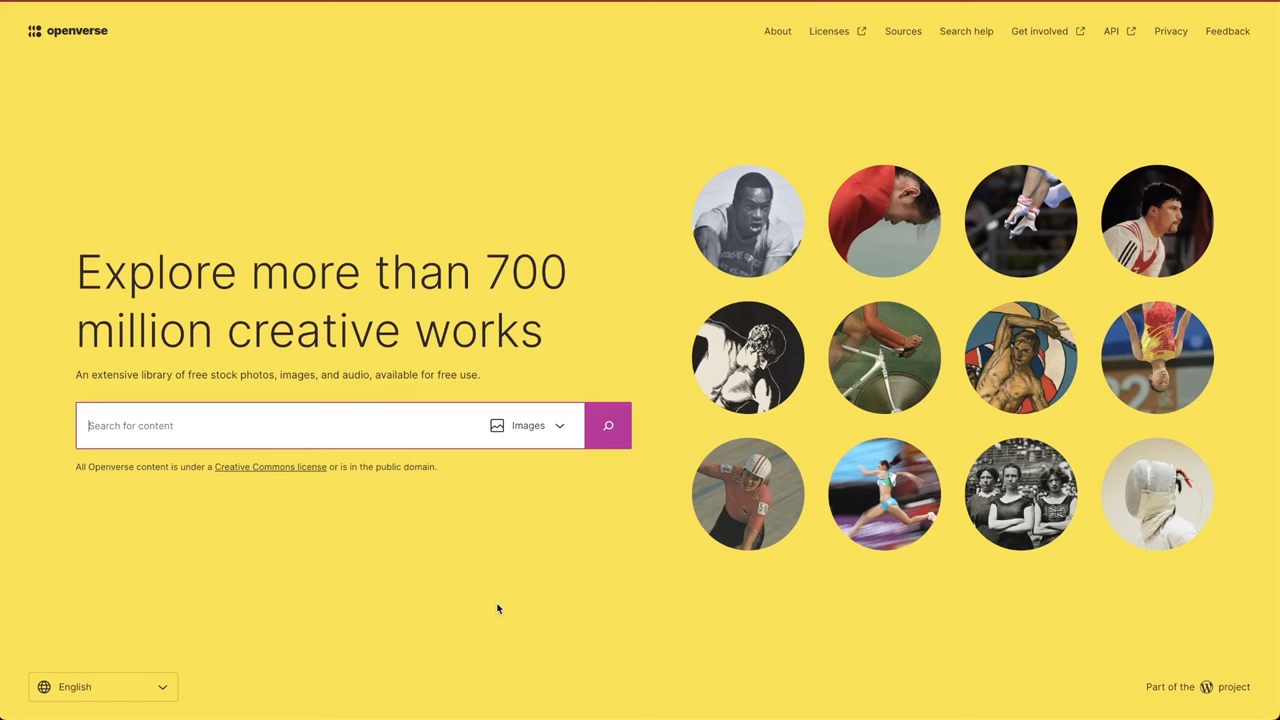 openverse
About Licenses Sources Search help Get involved API Privacy Feedback
Explore more than 700
million creative works
An extensive library of free stock photos, images, and audio, available for free use.
Search for content Images
All Openverse content is under a Creative Commons license or is in the public domain.
English
Part of the project